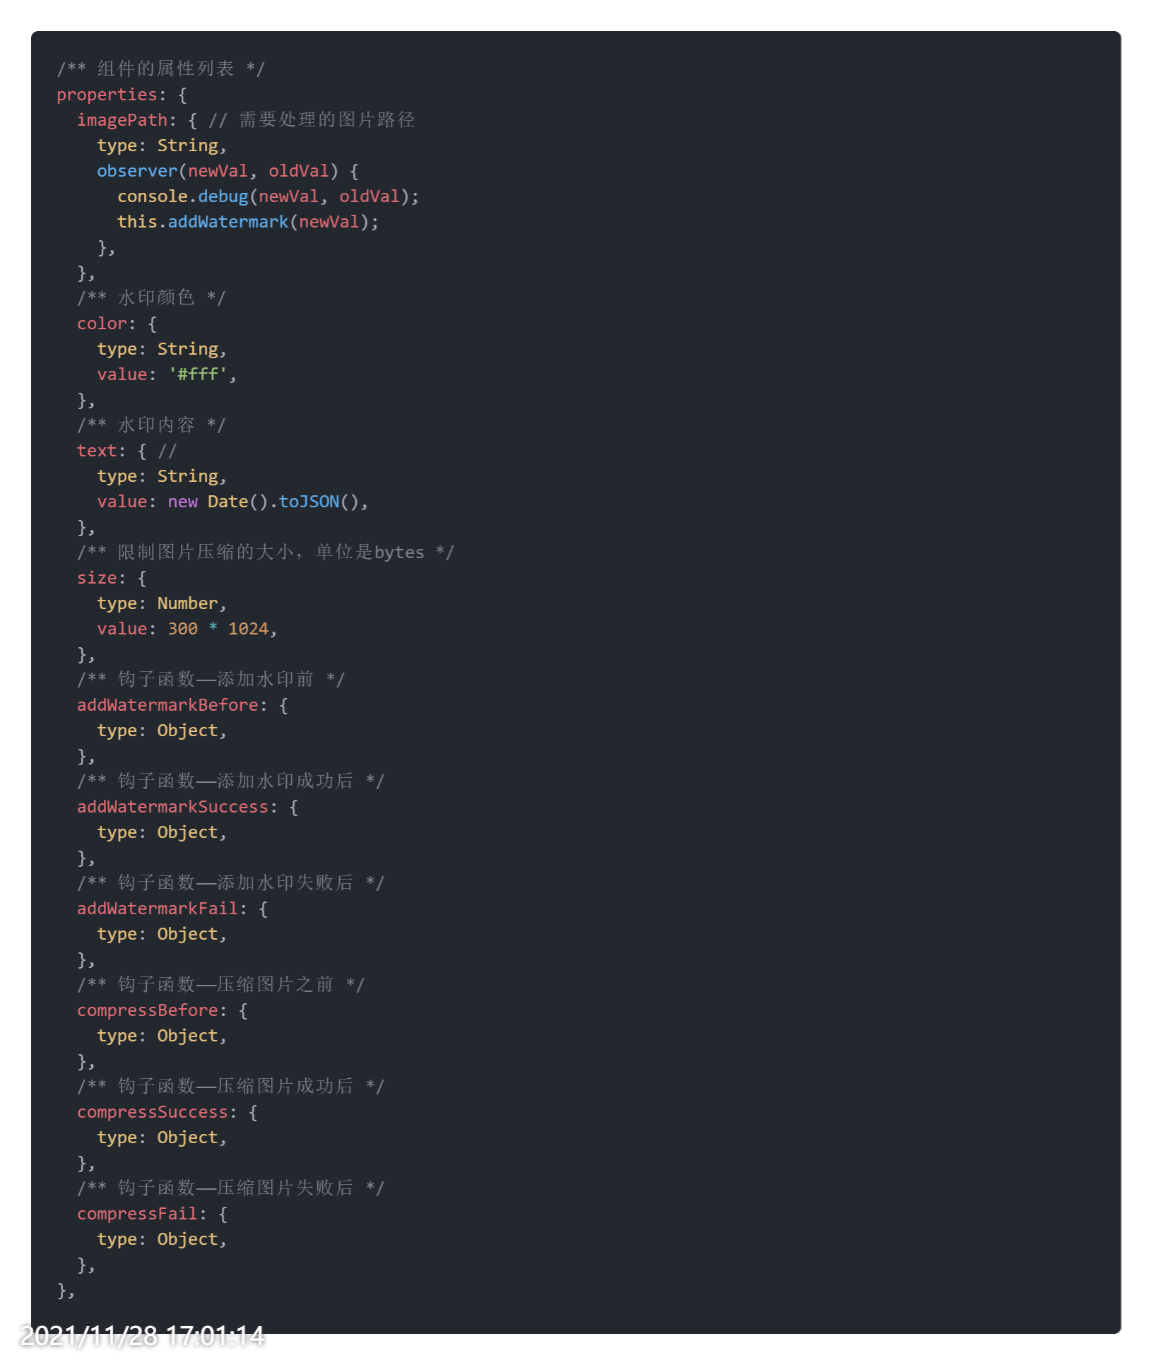 /** 组件的属性列表 */
properties: {
  imagePath: { // 需要处理的图片路径
    type: String,
    observer(newVal, oldVal) {
      console.debug(newVal, oldVal);
      this.addWatermark(newVal);
    },
  },
  /** 水印颜色 */
  color: {
    type: String,
    value: '#fff',
  },
  /** 水印内容 */
  text: { //
    type: String,
    value: new Date().toJSON(),
  },
  /** 限制图片压缩的大小，单位是bytes */
  size: {
    type: Number,
    value: 300 * 1024,
  },
  /** 钩子函数——添加水印前 */
  addWatermarkBefore: {
    type: Object,
  },
  /** 钩子函数——添加水印成功后 */
  addWatermarkSuccess: {
    type: Object,
  },
  /** 钩子函数——添加水印失败后 */
  addWatermarkFail: {
    type: Object,
  },
  /** 钩子函数——压缩图片之前 */
  compressBefore: {
    type: Object,
  },
  /** 钩子函数——压缩图片成功后 */
  compressSuccess: {
    type: Object,
  },
  /** 钩子函数——压缩图片失败后 */
  compressFail: {
    type: Object,
  },
},
2021/11/28 17:01:14